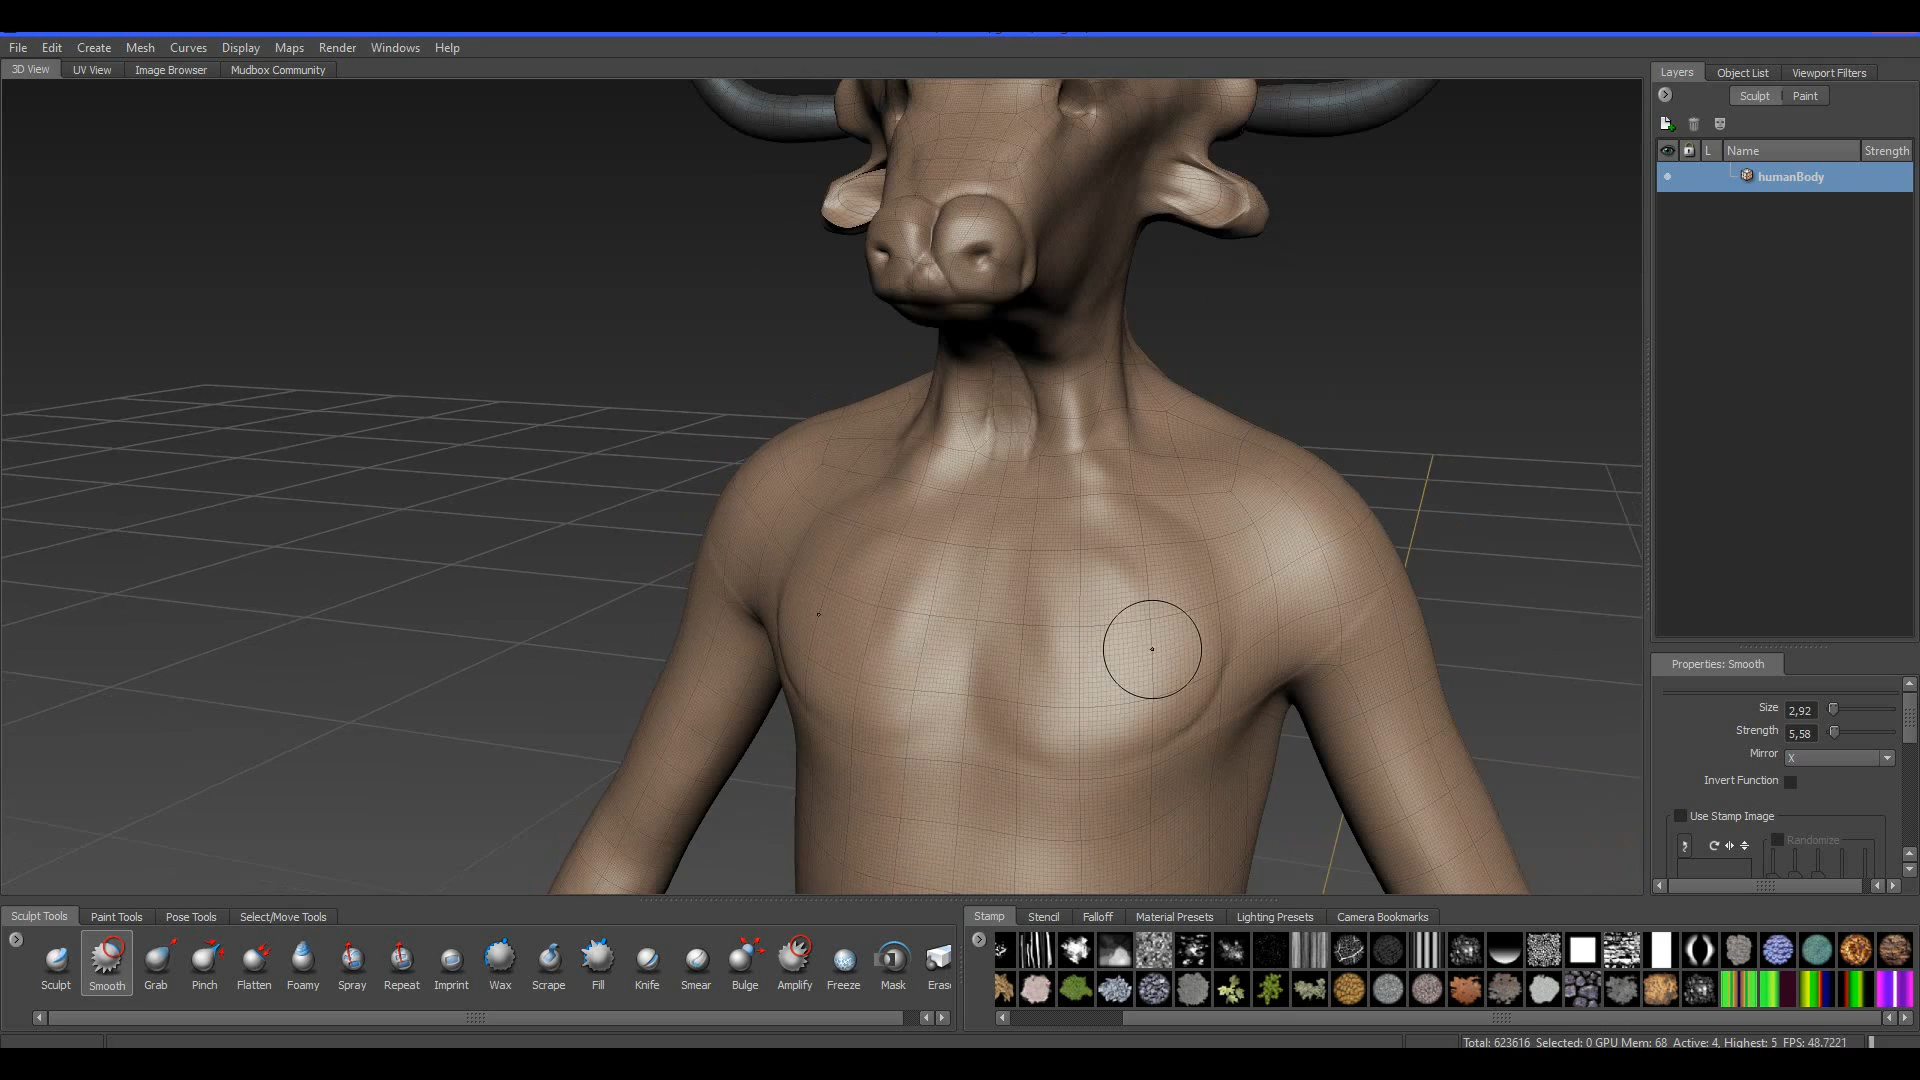 File Edit Create Mesh Curves Display Maps Render Windows Help
3D View UV View Image Browser Mudbox Community
Layers Object List Viewport Filters
Sculpt Paint
L Name Strength
humanBody
Properties: Smooth
Size 2,92
Strength 5,58
Mirror X
Invert Function
Use Stamp Image
Randomize
Sculpt Tools Paint Tools Pose Tools Select/Move Tools
Stamp Stencil Falloff Material Presets Lighting Presets Camera Bookmarks
Sculpt Smooth Grab Pinch Flatten Foamy Spray Repeat Imprint Wax Scrape Fill Knife Smear Bulge Amplify Freeze Mask Eras
Total: 623616 Selected: 0 GPU Mem: 68 Active: 4, Highest: 5 FPS: 48.7221